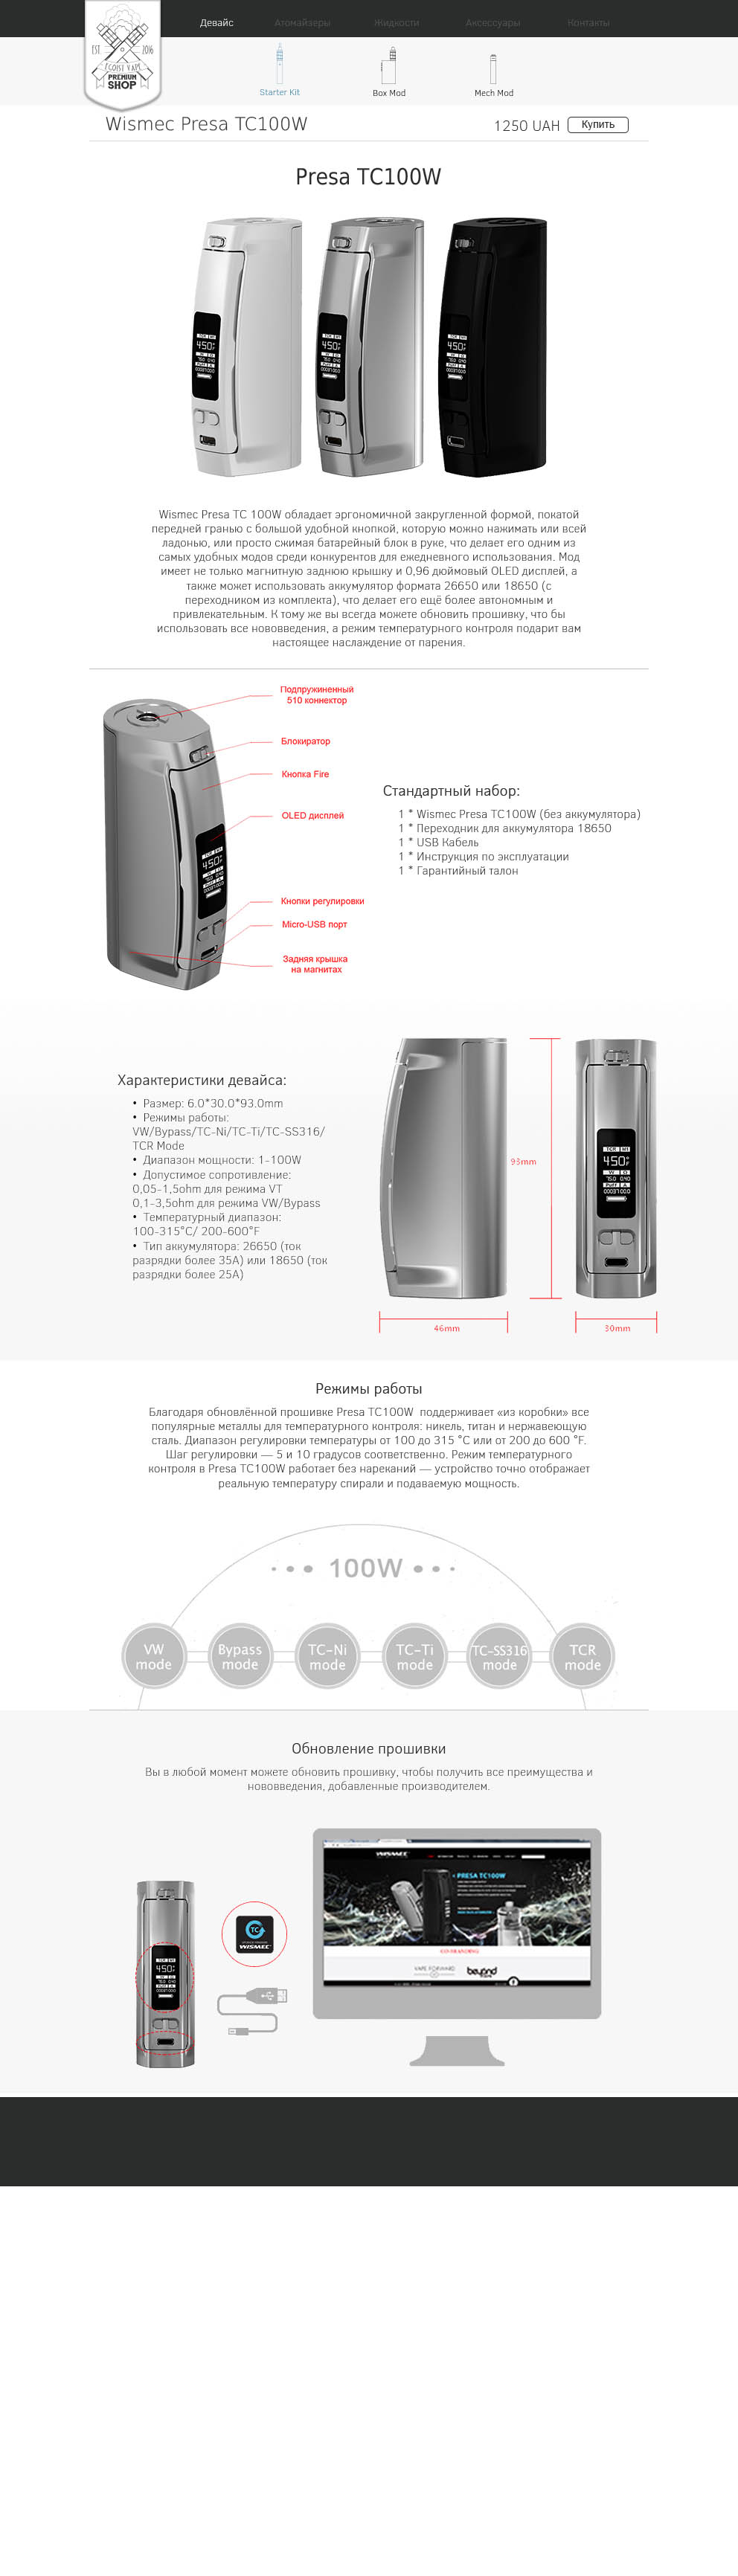 Девайс Атомайзеры Жидкости Аксессуары Контакты
EST 2016
PREMIUM
SHOP
Starter Kit Box Mod Mech Mod
Wismec Presa TC100W 1250 UAH Купить
Presa TC100W
Wismec Presa TC 100W обладает эргономичной закругленной формой, покатой
передней гранью с большой удобной кнопкой, которую можно нажимать или всей
ладонью, или просто сжимая батарейный блок в руке, что делает его одним из
самых удобных модов среди конкурентов для ежедневного использования. Мод
имеет не только магнитную заднюю крышку и 0,96 дюймовый OLED дисплей, а
также может использовать аккумулятор формата 26650 или 18650 (с
переходником из комплекта), что делает его ещё более автономным и
привлекательным. К тому же вы всегда можете обновить прошивку, что бы
использовать все нововведения, а режим температурного контроля подарит вам
настоящее наслаждение от парения.
Подпружиненный
510 коннектор
Блокиратор
Кнопка Fire
OLED дисплей
Кнопки регулировки
Micro-USB порт
Задняя крышка
на магнитах
Стандартный набор:
1 * Wismec Presa TC100W (без аккумулятора)
1 * Переходник для аккумулятора 18650
1 * USB Кабель
1 * Инструкция по эксплуатации
1 * Гарантийный талон
Характеристики девайса:
• Размер: 6.0*30.0*93.0mm
• Режимы работы:
VW/Bypass/TC-Ni/TC-Ti/TC-SS316/
TCR Mode
• Диапазон мощности: 1-100W
• Допустимое сопротивление:
0,05-1,5ohm для режима VT
0,1-3,5ohm для режима VW/Bypass
• Температурный диапазон:
100-315°C/ 200-600°F
• Тип аккумулятора: 26650 (ток
разрядки более 35А) или 18650 (ток
разрядки более 25А)
93mm
46mm
30mm
Режимы работы
Благодаря обновлённой прошивке Presa TC100W поддерживает «из коробки» все
популярные металлы для температурного контроля: никель, титан и нержавеющую
сталь. Диапазон регулировки температуры от 100 до 315 °C или от 200 до 600 °F.
Шаг регулировки — 5 и 10 градусов соответственно. Режим температурного
контроля в Presa TC100W работает без нареканий — устройство точно отображает
реальную температуру спирали и подаваемую мощность.
100W
VW
mode
Bypass
mode
TC-Ni
mode
TC-Ti
mode
TC-SS316
mode
TCR
mode
Обновление прошивки
Вы в любой момент можете обновить прошивку, чтобы получить все преимущества и
нововведения, добавленные производителем.
TC
WISMEC
WISMEC
PRESA TC100W
VAPE FORWARD
beyond